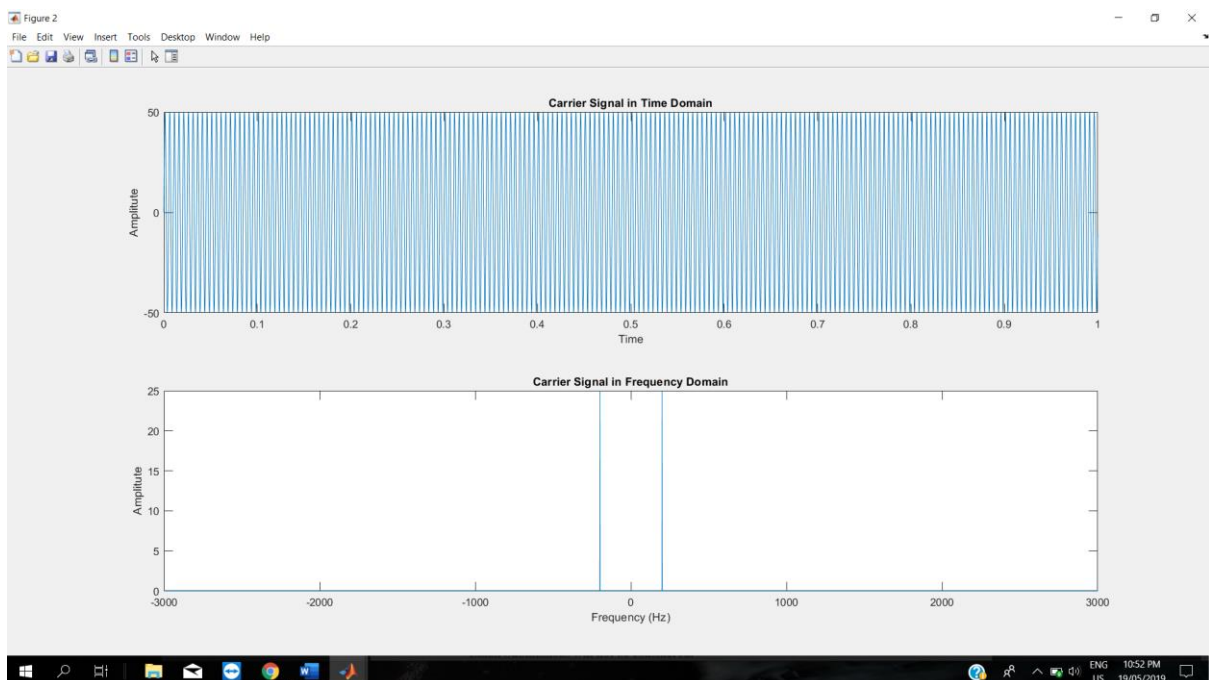 Figure 2
File Edit View Insert Tools Desktop Window Help
Carrier Signal in Time Domain
50
0
-50
Amplitute
0 0.1 0.2 0.3 0.4 0.5 0.6 0.7 0.8 0.9 1
Time
Carrier Signal in Frequency Domain
25
20
15
10
5
0
Amplitute
-3000 -2000 -1000 0 1000 2000 3000
Frequency (Hz)
ENG 10:52 PM
US 19/05/2019